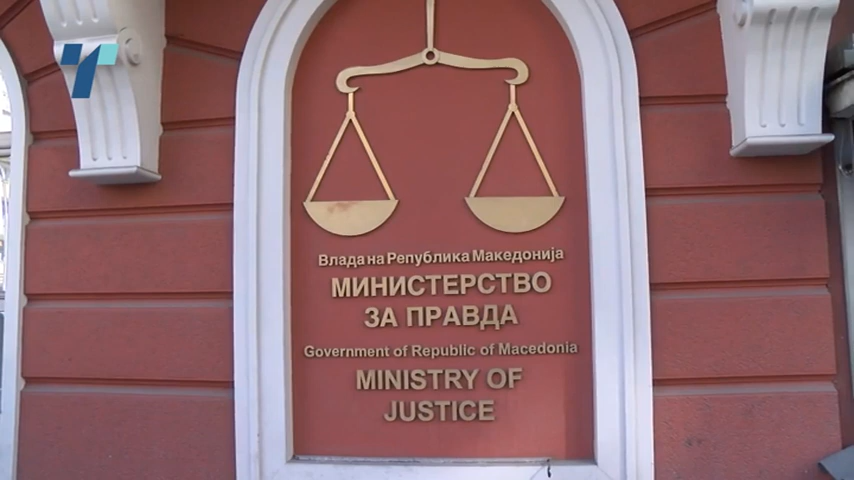 Влада на Република Македонија
МИНИСТЕРСТВО
ЗА ПРАВДА
Government of Republic of Macedonia
MINISTRY OF
JUSTICE